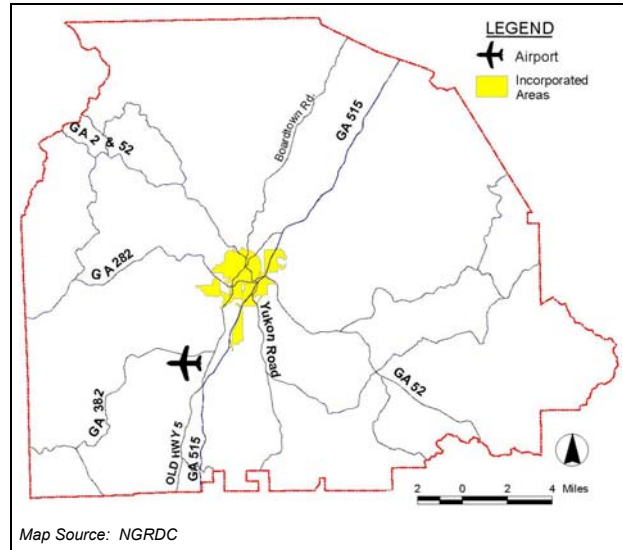 LEGEND
Airport
Incorporated
Areas
Boardtown Rd.
GA 515
GA 2 & 52
GA 282
Yukon Road
GA 382
GA 52
OLD HWY 5
GA 515
2 0 2 4 Miles
Map Source: NGRDC